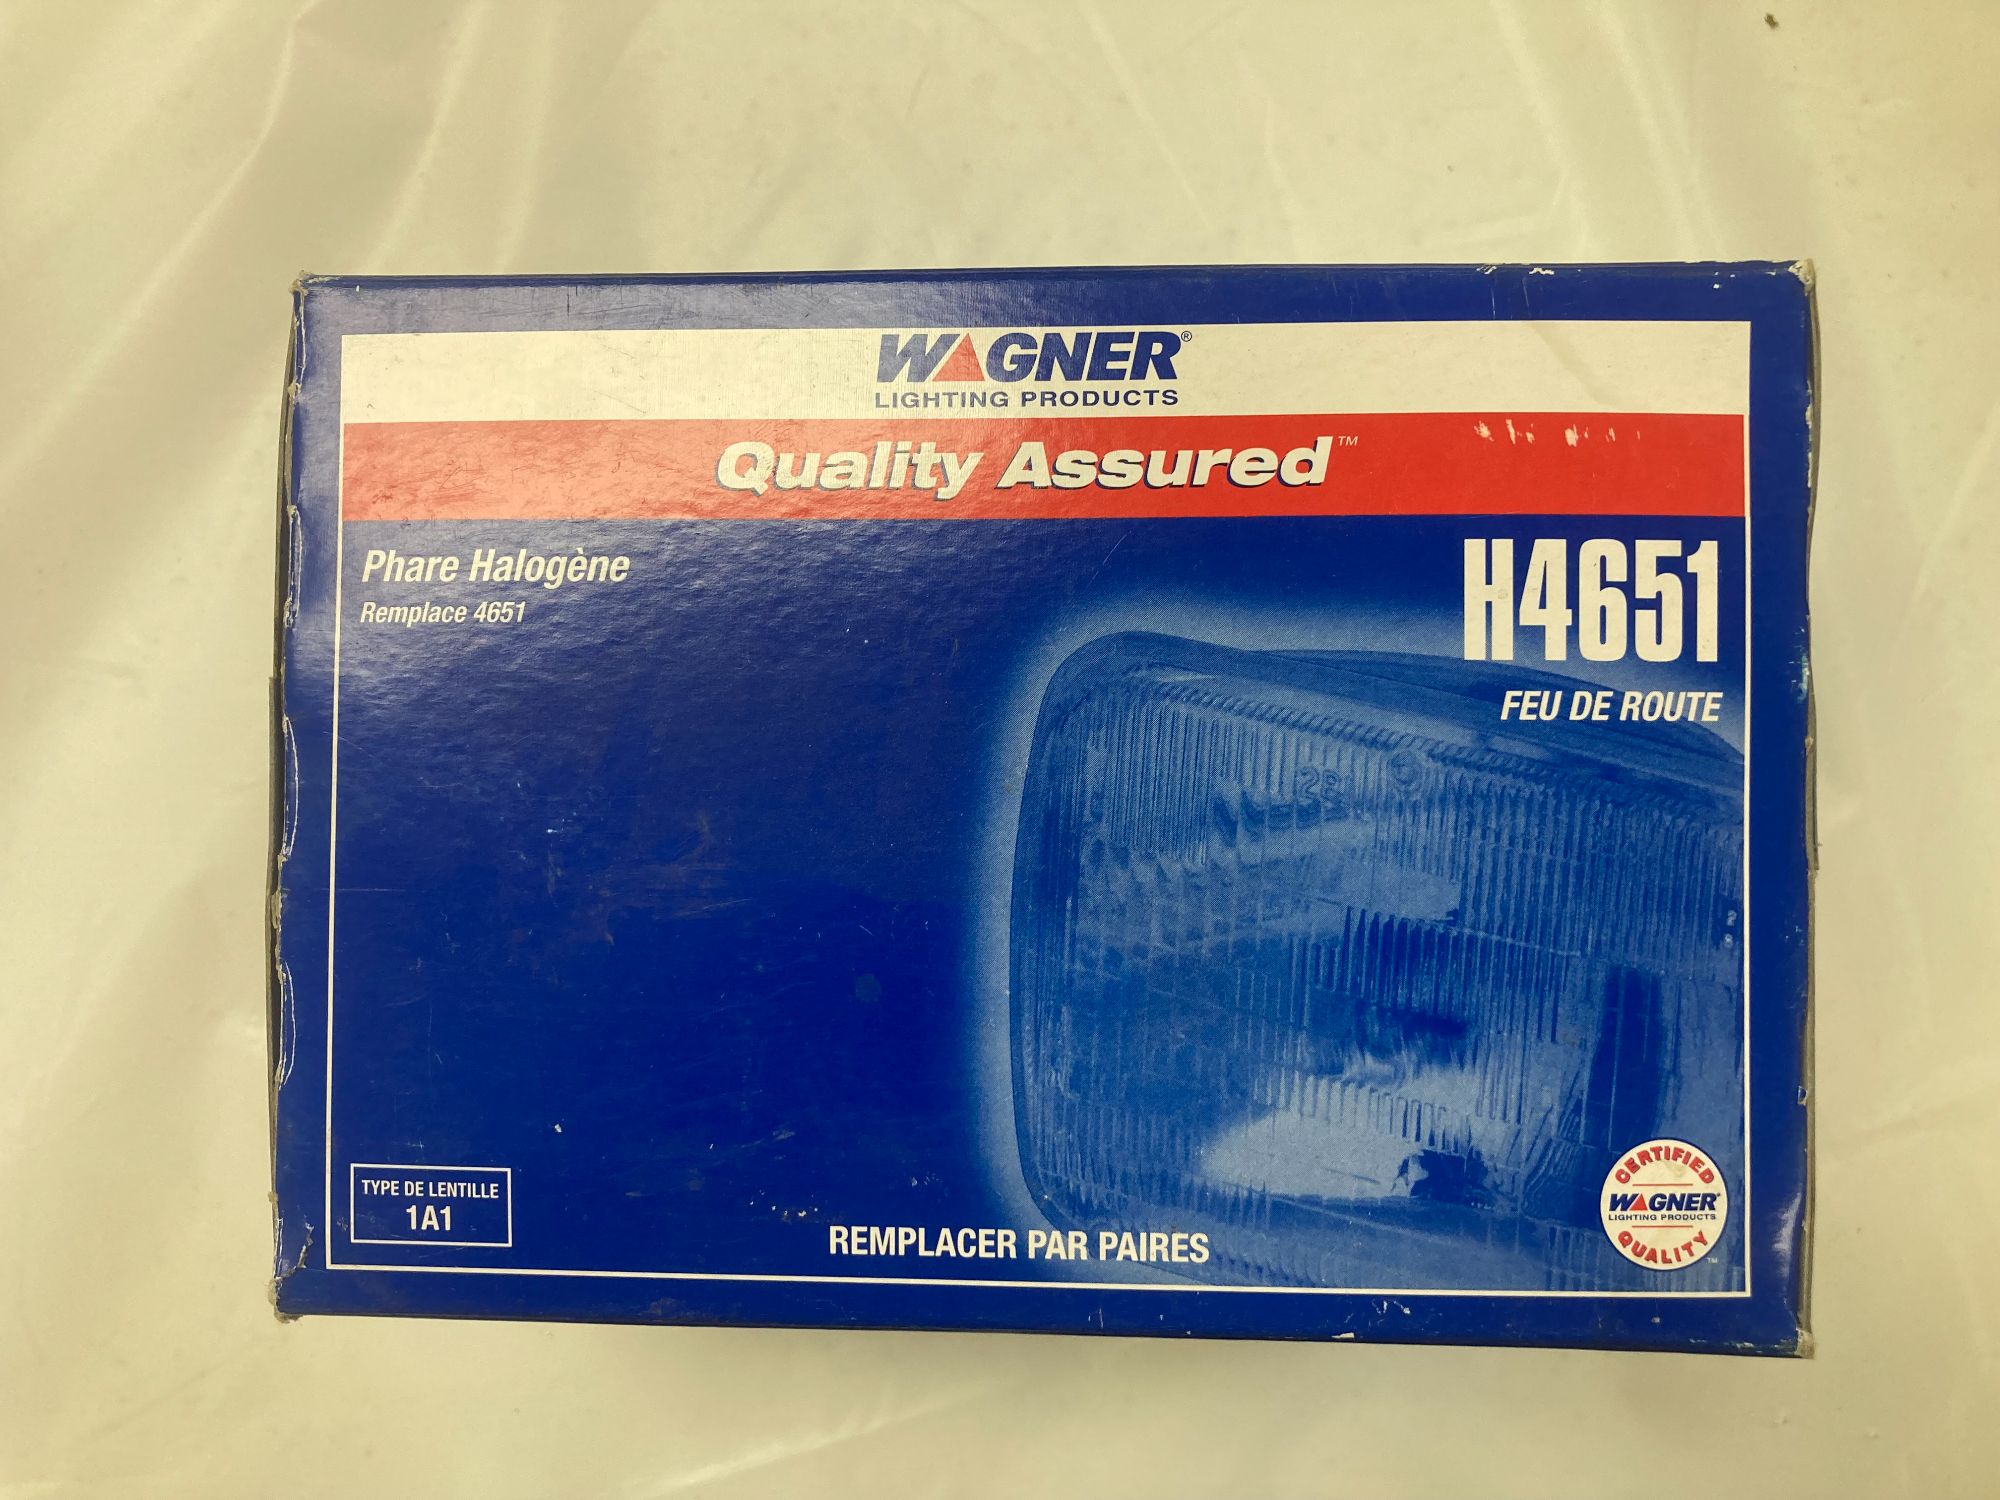 WAGNER®
LIGHTING PRODUCTS
Quality Assured™
Phare Halogène
Remplace 4651
H4651
FEU DE ROUTE
TYPE DE LENTILLE
1A1
REMPLACER PAR PAIRES
CERTIFIED
WAGNER®
LIGHTING PRODUCTS
QUALITY™